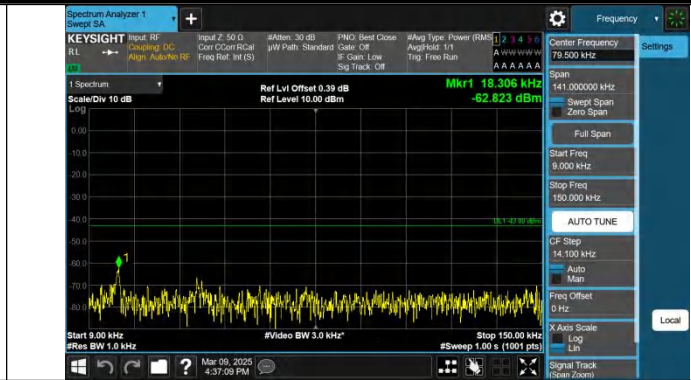 Spectrum Analyzer 1
Swept SA
+
Frequency
KEYSIGHT
RL
Input: RF
Coupling: DC
Align: Auto/No RF
Input Z: 50 Ω
Corr CCorr RCal
Freq Ref: Int (S)
#Atten: 30 dB
µW Path: Standard
PNO: Best Close
Gate: Off
IF Gain: Low
Sig Track: Off
#Avg Type: Power (RMS
Avg|Hold: 1/1
Trig: Free Run
1 2 3 4 5 6
A W W W W W
A A A A A A
1 Spectrum
Scale/Div 10 dB
Log
Ref Lvl Offset 0.39 dB
Ref Level 10.00 dBm
Mkr1 18.306 kHz
-62.823 dBm
0.00
-10.0
-20.0
-30.0
-40.0
-50.0
-60.0
-70.0
-80.0
1
Start 9.00 kHz
#Res BW 1.0 kHz
#Video BW 3.0 kHz*
Stop 150.00 kHz
#Sweep 1.00 s (1001 pts)
Center Frequency
79.500 kHz
Settings
Span
141.000000 kHz
Swept Span
Zero Span
Full Span
Start Freq
9.000 kHz
Stop Freq
150.000 kHz
AUTO TUNE
CF Step
14.100 kHz
Auto
Man
Freq Offset
0 Hz
X Axis Scale
Log
Lin
Local
Signal Track
(Span Zoom)
?
Mar 09, 2025
4:37:09 PM